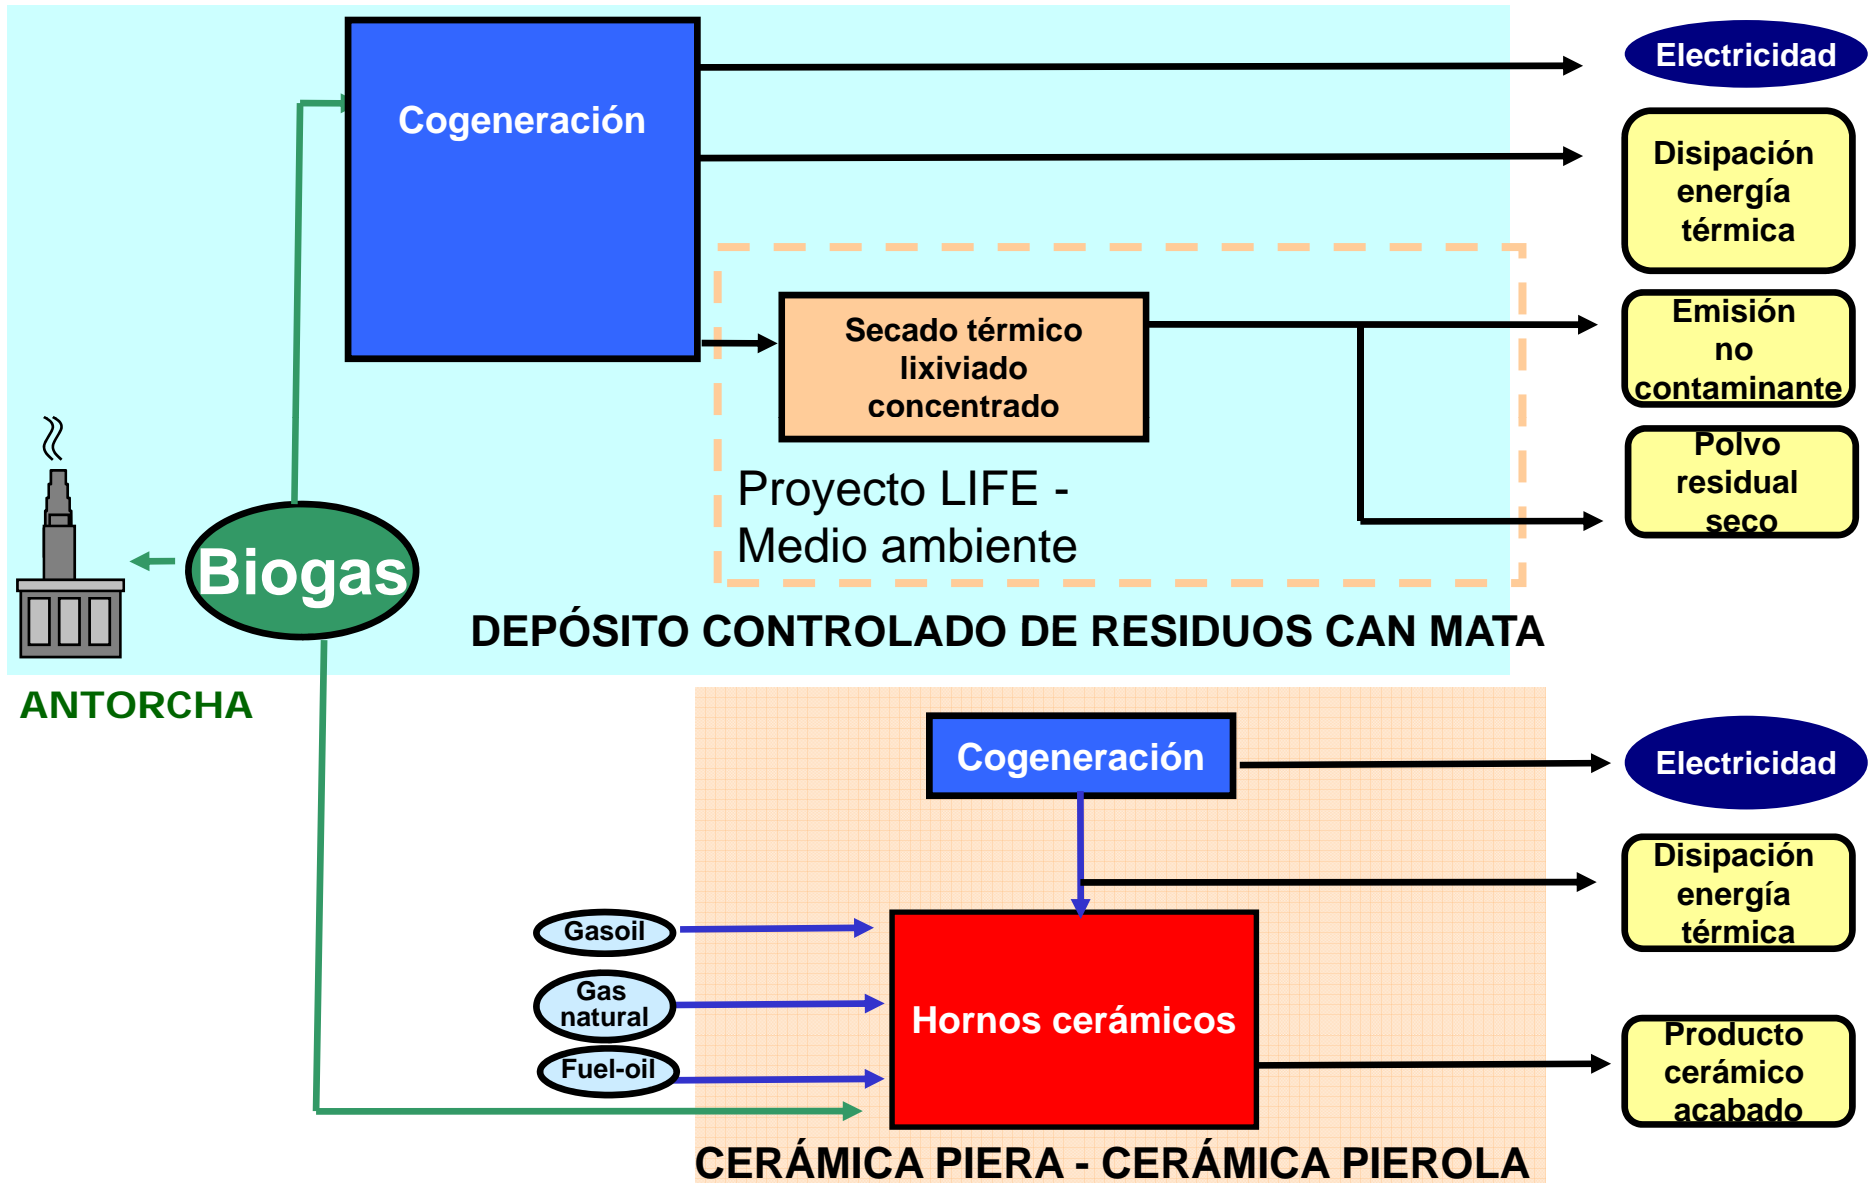 Electricidad
Cogeneración
Disipación
energía
térmica
Secado térmico
lixiviado
concentrado
Emisión
no
contaminante
Polvo
residual
seco
Proyecto LIFE -
Medio ambiente
Biogas
DEPÓSITO CONTROLADO DE RESIDUOS CAN MATA
ANTORCHA
Cogeneración
Electricidad
Disipación
energía
térmica
Gasoil
Gas
natural
Fuel-oil
Hornos cerámicos
Producto
cerámico
acabado
CERÁMICA PIERA - CERÁMICA PIEROLA